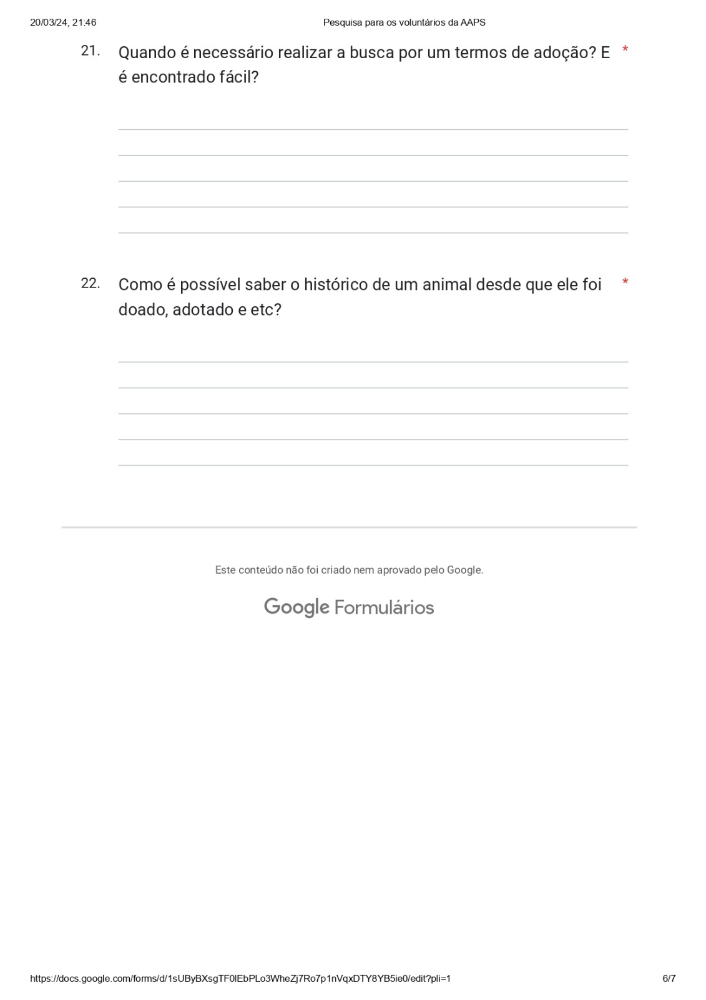 20/03/24, 21:46 Pesquisa para os voluntários da AAPS
21. Quando é necessário realizar a busca por um termos de adoção? E *
é encontrado fácil?
22. Como é possível saber o histórico de um animal desde que ele foi *
doado, adotado e etc?
Este conteúdo não foi criado nem aprovado pelo Google.
Google Formulários
https://docs.google.com/forms/d/1sUByBXsgTF0lEbPLo3WheZj7Ro7p1nVqxDTY8YB5ie0/edit?pli=1 6/7